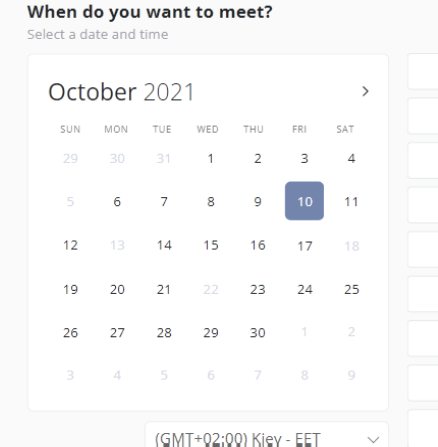 When do you want to meet?
Select a date and time
October 2021 >
SUN MON TUE WED THU FRI SAT
29 30 31 1 2 3 4
5 6 7 8 9 10 11
12 13 14 15 16 17 18
19 20 21 22 23 24 25
26 27 28 29 30 1 2
3 4 5 6 7 8 9
(GMT+02:00) Kiev - EET